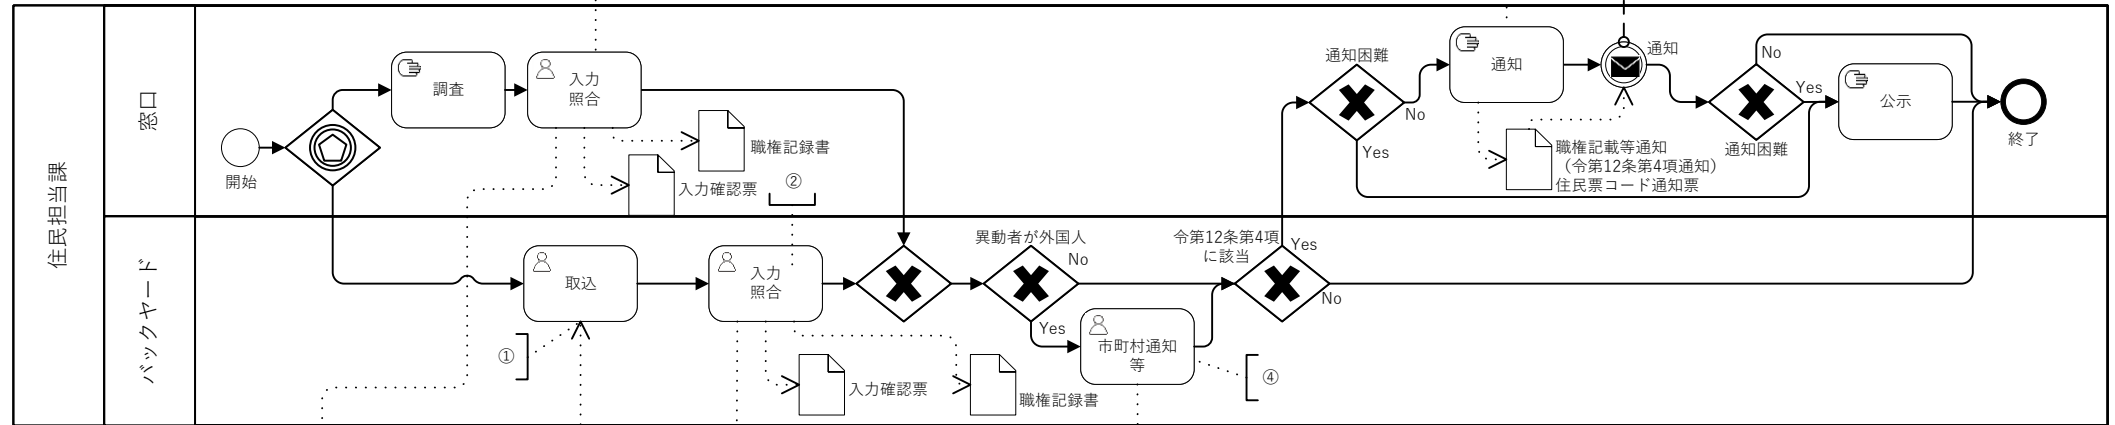 住民担当課
窓口
バックヤード
開始
調査
入力
照合
職権記録書
入力確認票
②
通知困難
No
Yes
通知
通知
職権記載等通知
（令第12条第4項通知）
住民票コード通知票
No
Yes
通知困難
公示
終了
取込
①
入力
照合
入力確認票
職権記録書
異動者が外国人
No
Yes
市町村通知
等
④
令第12条第4項
に該当
Yes
No